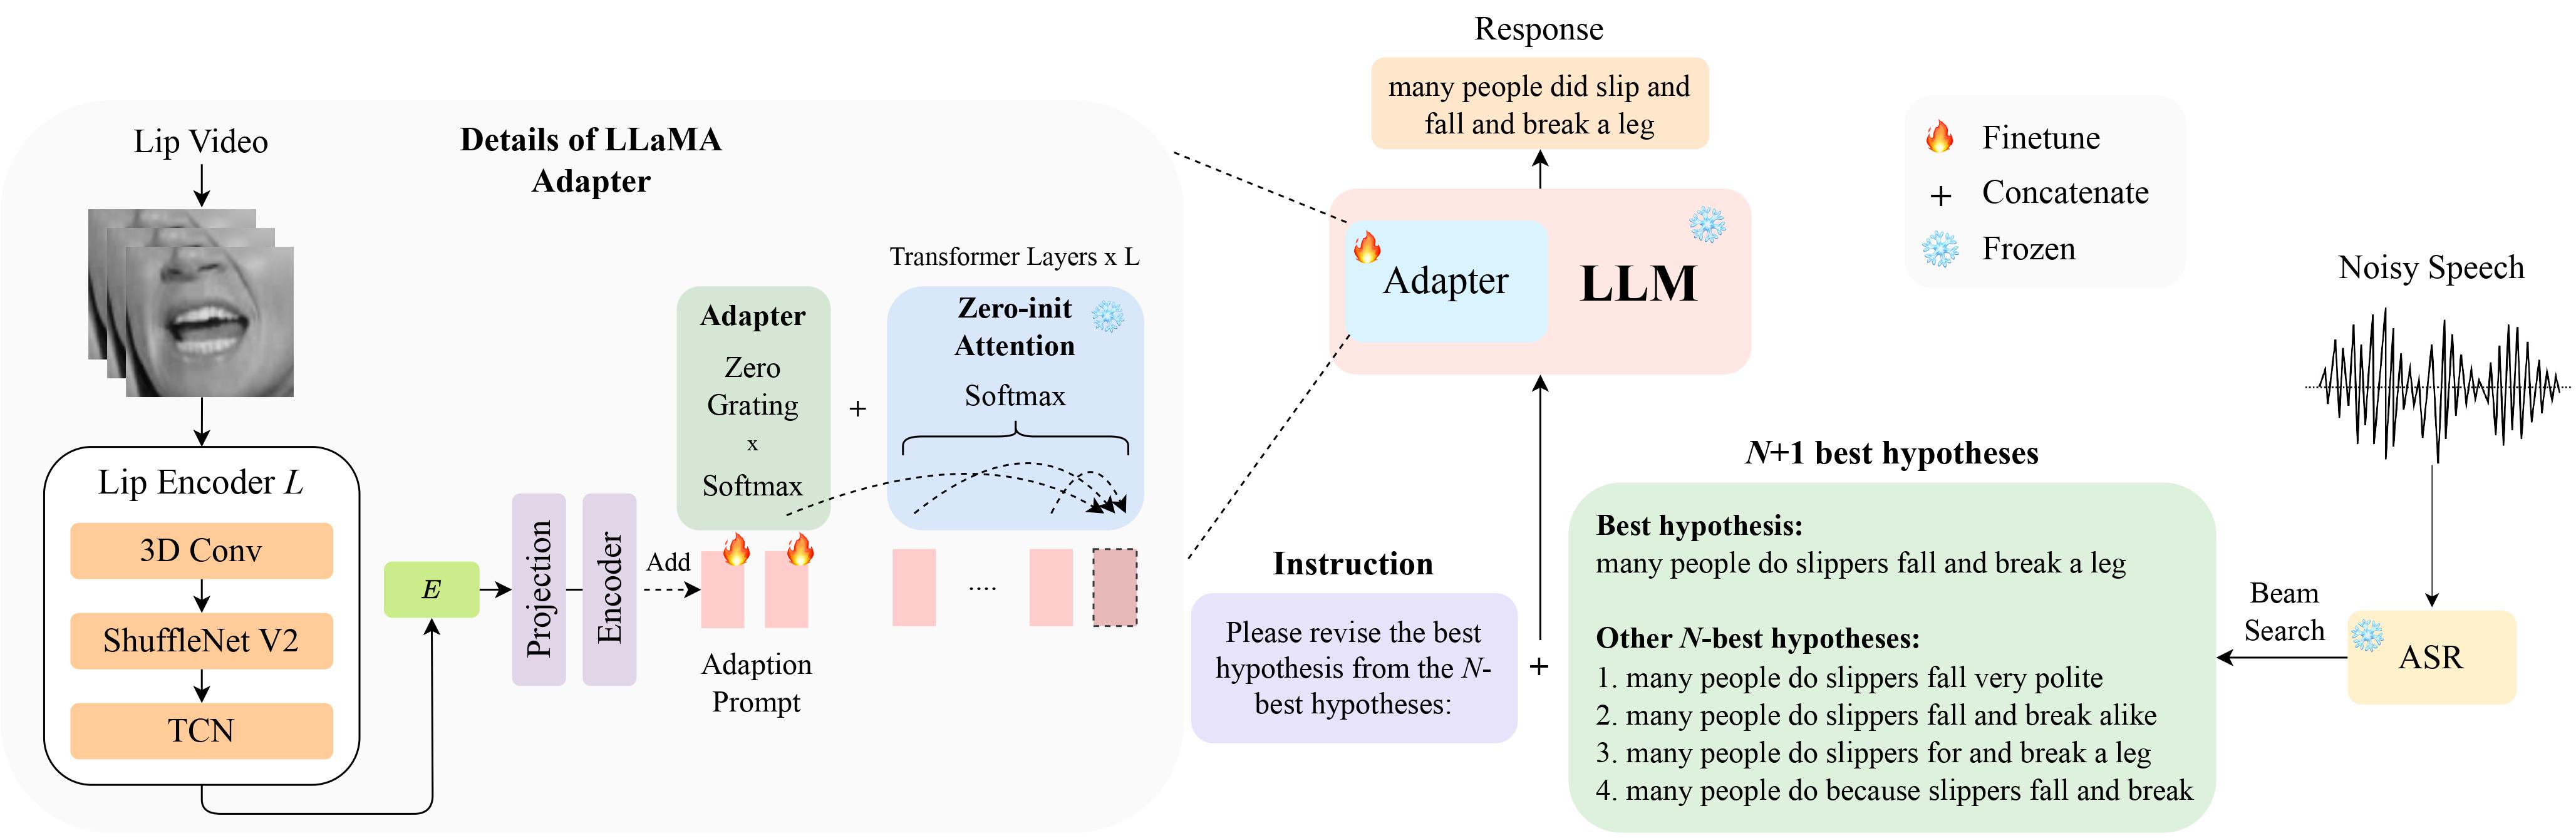 Lip Video
Details of LLaMA
Adapter
Lip Encoder L
3D Conv
ShuffleNet V2
TCN
E
Projection
Encoder
Add
Adapter
Zero
Grating
x
Softmax
+
Transformer Layers x L
Zero-init
Attention
Softmax
....
Adaption
Prompt
Response
many people did slip and
fall and break a leg
Adapter
LLM
Finetune
+ Concatenate
Frozen
Instruction
Please revise the best
hypothesis from the N-
best hypotheses:
+
N+1 best hypotheses
Best hypothesis:
many people do slippers fall and break a leg
Other N-best hypotheses:
1. many people do slippers fall very polite
2. many people do slippers fall and break alike
3. many people do slippers for and break a leg
4. many people do because slippers fall and break
Noisy Speech
Beam
Search
ASR